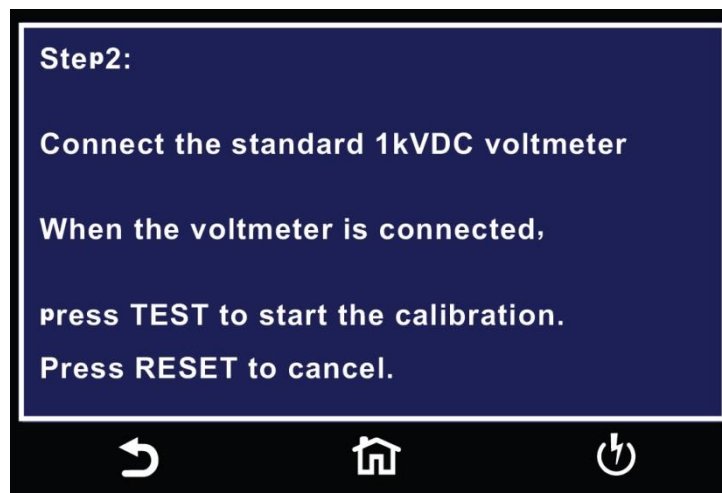 Step2:
Connect the standard 1kVDC voltmeter
When the voltmeter is connected,
press TEST to start the calibration.
Press RESET to cancel.